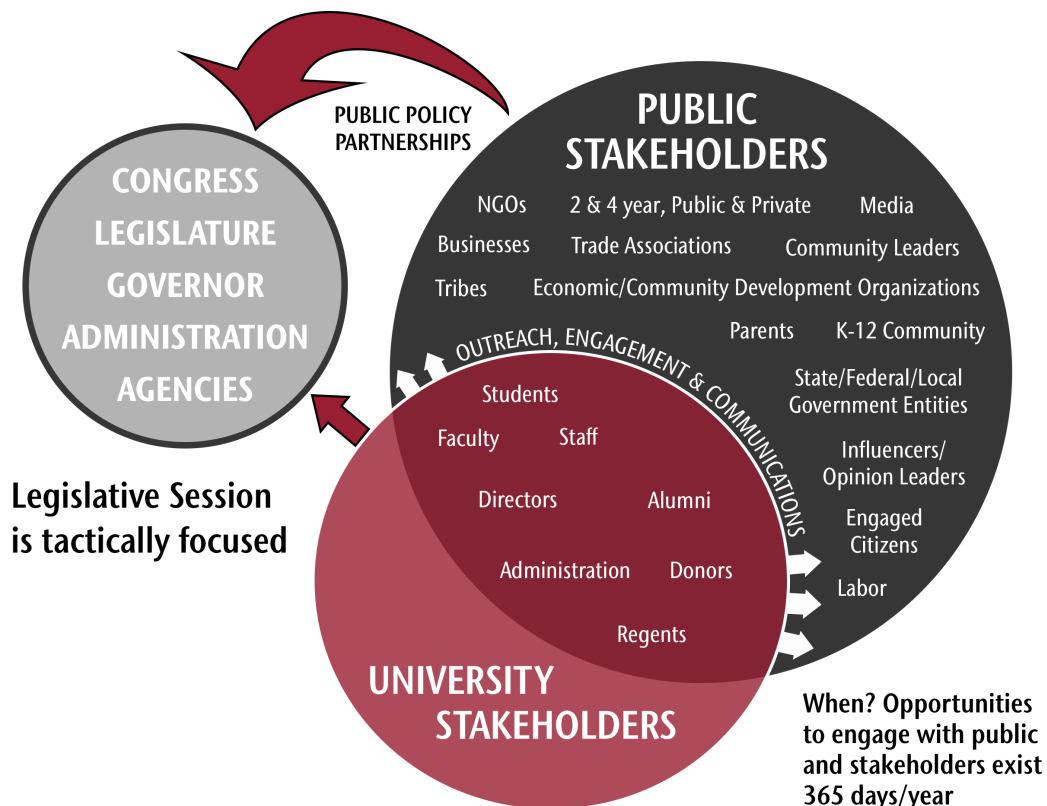 PUBLIC POLICY
PARTNERSHIPS
CONGRESS
LEGISLATURE
GOVERNOR
ADMINISTRATION
AGENCIES
Legislative Session
is tactically focused
PUBLIC
STAKEHOLDERS
NGOs 2 & 4 year, Public & Private Media
Businesses Trade Associations Community Leaders
Tribes Economic/Community Development Organizations
Parents K-12 Community
State/Federal/Local
Government Entities
Influencers/
Opinion Leaders
Engaged
Citizens
Labor
OUTREACH, ENGAGEMENT & COMMUNICATIONS
Students
Faculty Staff
Directors Alumni
Administration Donors
Regents
UNIVERSITY
STAKEHOLDERS
When? Opportunities
to engage with public
and stakeholders exist
365 days/year